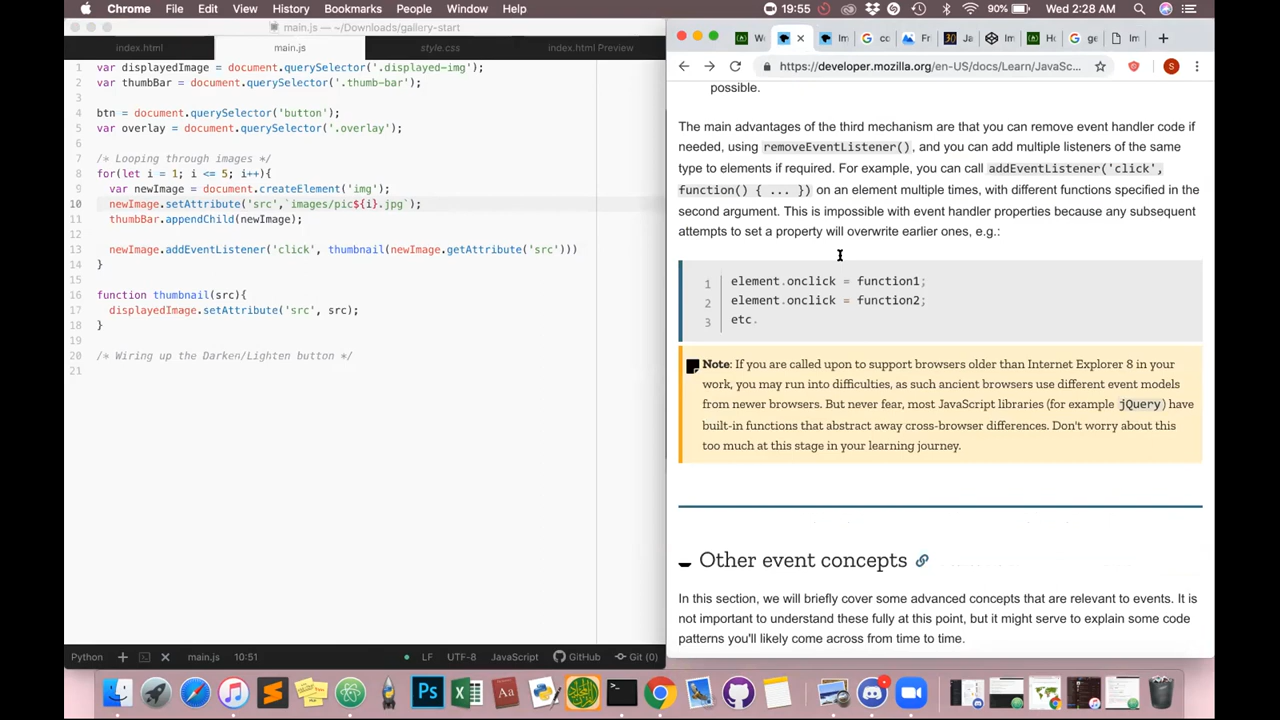 Chrome File Edit View History Bookmarks People Window Help 19:55 90% Wed 2:28 AM
main.js — ~/Downloads/gallery-start
index.html main.js style.css index.html Preview
1 var displayedImage = document.querySelector('.displayed-img');
2 var thumbBar = document.querySelector('.thumb-bar');
3
4 btn = document.querySelector('button');
5 var overlay = document.querySelector('.overlay');
6
7 /* Looping through images */
8 for(let i = 1; i <= 5; i++){
9 var newImage = document.createElement('img');
10 newImage.setAttribute('src',`images/pic${i}.jpg`);
11 thumbBar.appendChild(newImage);
12
13 newImage.addEventListener('click', thumbnail(newImage.getAttribute('src')))
14 }
15
16 function thumbnail(src){
17 displayedImage.setAttribute('src', src);
18 }
19
20 /* Wiring up the Darken/Lighten button */
21
Python main.js 10:51 LF UTF-8 JavaScript GitHub Git (0)
W Im cc Fr Ja Im Ho ge Im
https://developer.mozilla.org/en-US/docs/Learn/JavaSc... S
possible.
The main advantages of the third mechanism are that you can remove event handler code if
needed, using removeEventListener(), and you can add multiple listeners of the same
type to elements if required. For example, you can call addEventListener('click',
function() { ... }) on an element multiple times, with different functions specified in the
second argument. This is impossible with event handler properties because any subsequent
attempts to set a property will overwrite earlier ones, e.g.:
1 element.onclick = function1;
2 element.onclick = function2;
3 etc.
Note: If you are called upon to support browsers older than Internet Explorer 8 in your
work, you may run into difficulties, as such ancient browsers use different event models
from newer browsers. But never fear, most JavaScript libraries (for example jQuery) have
built-in functions that abstract away cross-browser differences. Don't worry about this
too much at this stage in your learning journey.
Other event concepts
In this section, we will briefly cover some advanced concepts that are relevant to events. It is
not important to understand these fully at this point, but it might serve to explain some code
patterns you'll likely come across from time to time.
Ps Aa